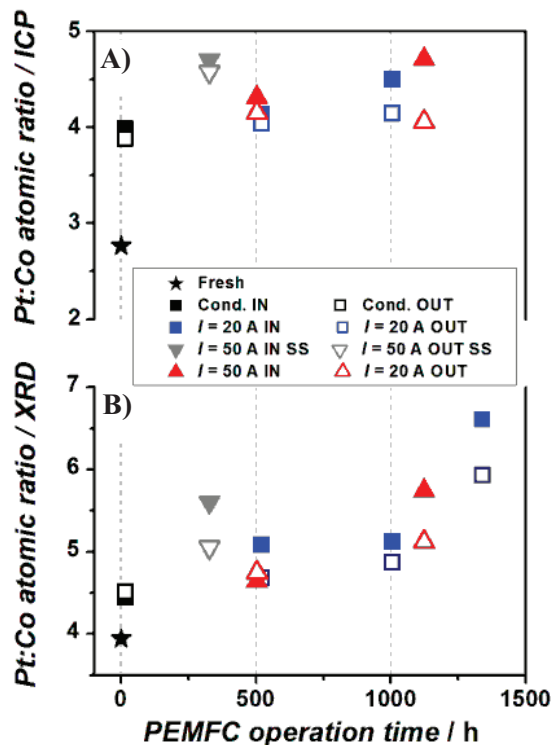 A)
Pt:Co atomic ratio / ICP
5
4
3
2
Fresh
Cond. IN Cond. OUT
I = 20 A IN I = 20 A OUT
I = 50 A IN SS I = 50 A OUT SS
I = 50 A IN I = 20 A OUT
B)
Pt:Co atomic ratio / XRD
7
6
5
4
0 500 1000 1500
PEMFC operation time / h